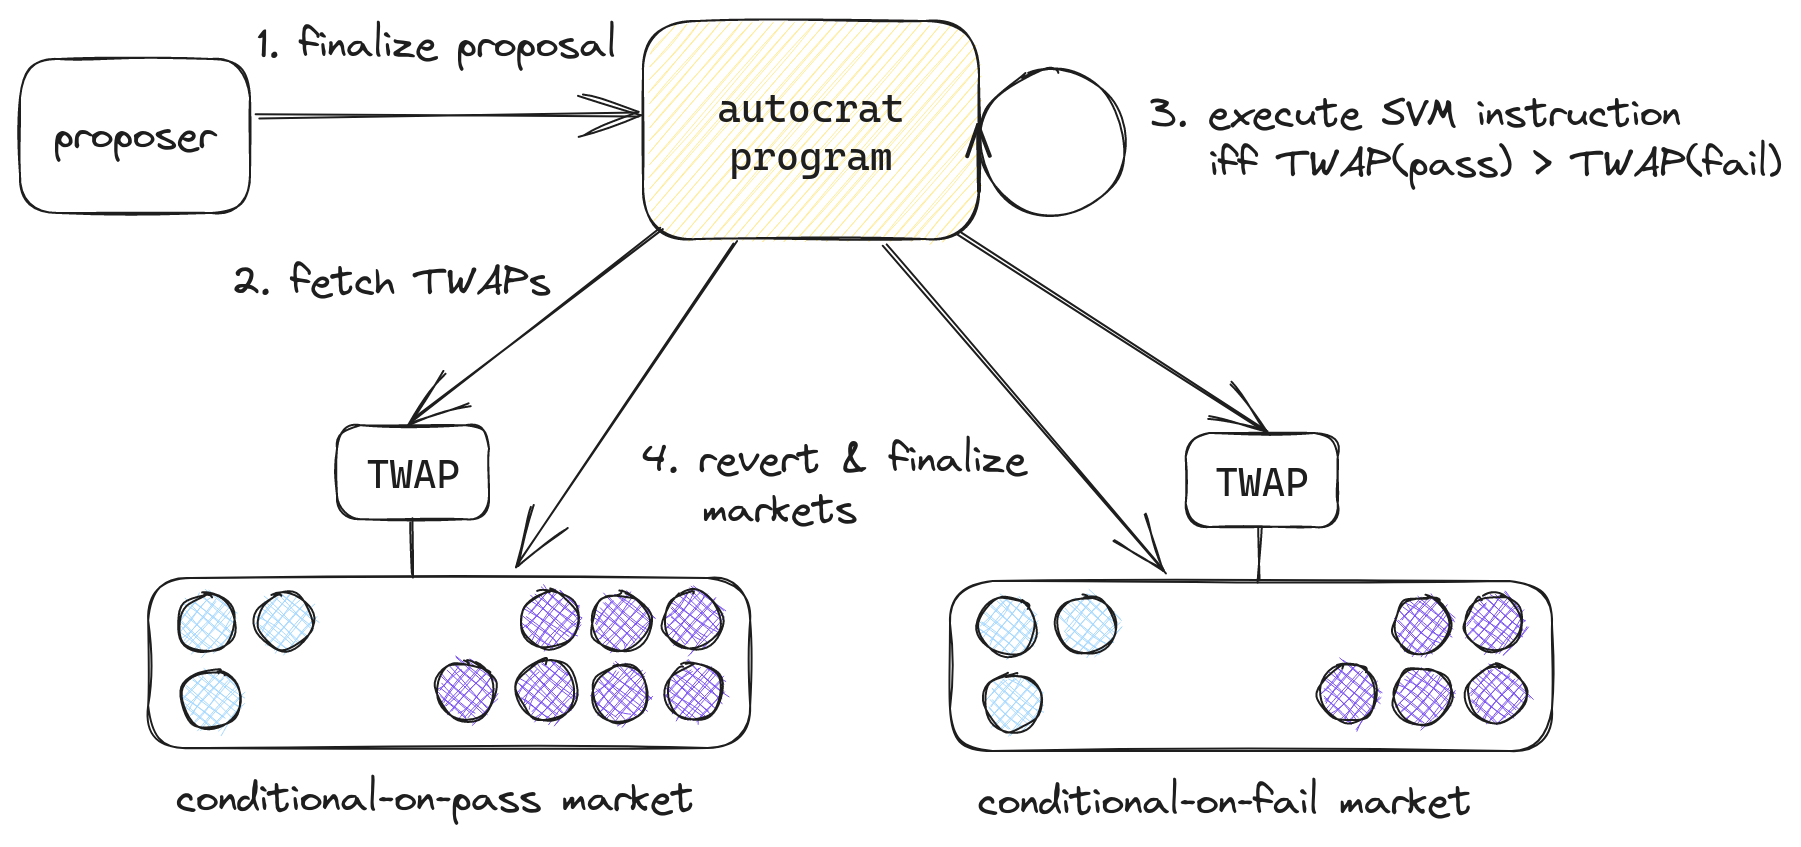 1. finalize proposal
proposer
autocrat
program
3. execute SVM instruction
iff TWAP(pass) > TWAP(fail)
2. fetch TWAPs
4. revert & finalize
markets
TWAP
TWAP
conditional-on-pass market
conditional-on-fail market